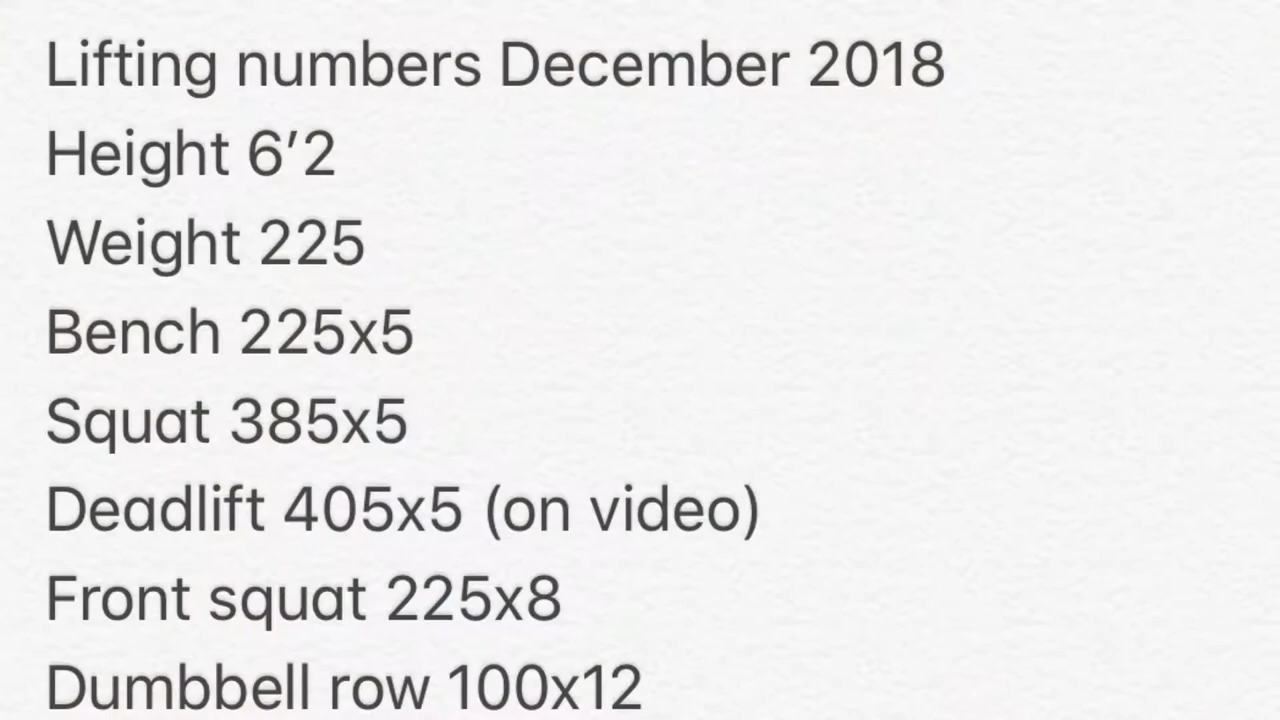 Lifting numbers December 2018
Height 6’2
Weight 225
Bench 225x5
Squat 385x5
Deadlift 405x5 (on video)
Front squat 225x8
Dumbbell row 100x12